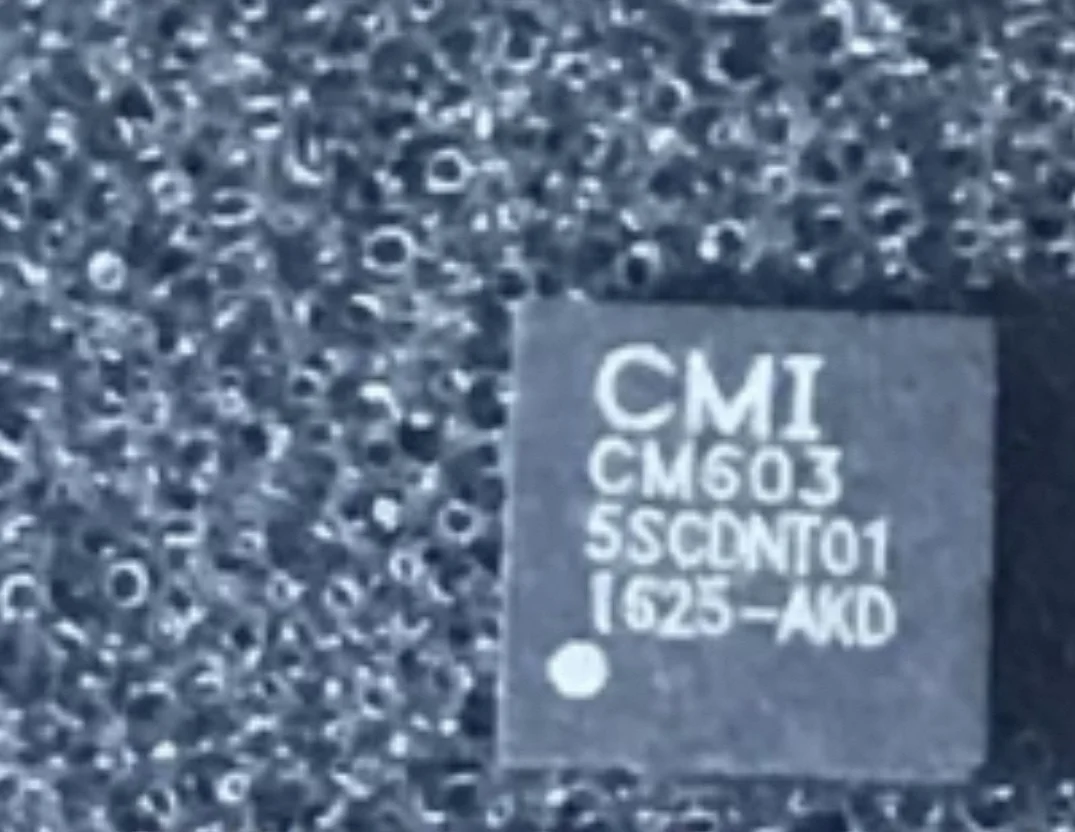 CMI
CM603
5SCDNT01
1625-AKD